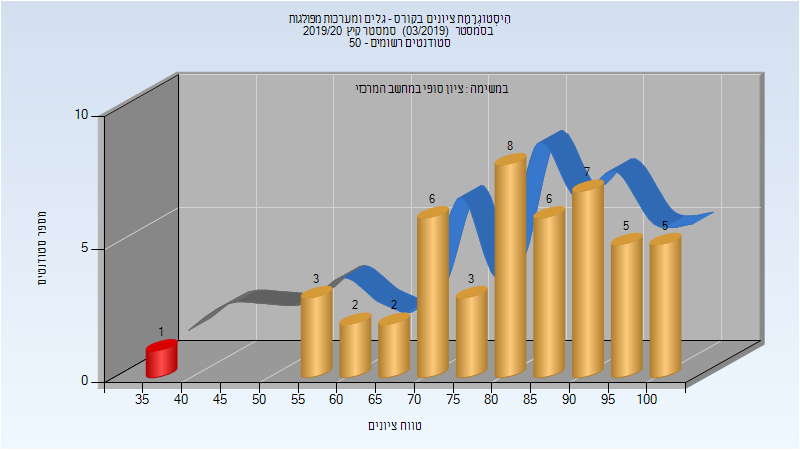 הִיסְטוֹגְרָמַת ציונים בקורס - גלים ומערכות מפולגות
בסמסטר (03/2019) סמסטר קיץ 2019/20
סטודנטים רשומים - 50
במשימה : ציון סופי במחשב המרכזי
מספר סטודנטים
10
5
0
1
3
2
2
6
3
8
6
7
5
5
35 40 45 50 55 60 65 70 75 80 85 90 95 100
טווח ציונים